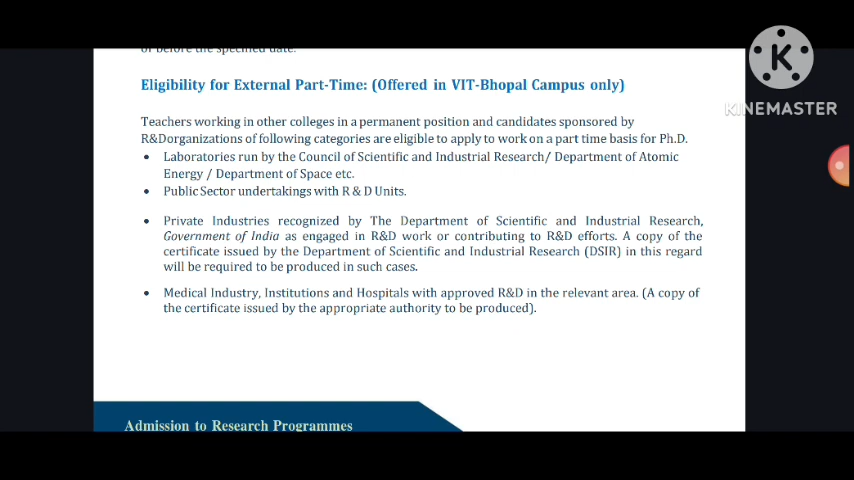 or before the specified date.
Eligibility for External Part-Time: (Offered in VIT-Bhopal Campus only)
KINEMASTER
Teachers working in other colleges in a permanent position and candidates sponsored by
R&Dorganizations of following categories are eligible to apply to work on a part time basis for Ph.D.
• Laboratories run by the Council of Scientific and Industrial Research/ Department of Atomic
Energy / Department of Space etc.
• Public Sector undertakings with R & D Units.
• Private Industries recognized by The Department of Scientific and Industrial Research,
Government of India as engaged in R&D work or contributing to R&D efforts. A copy of the
certificate issued by the Department of Scientific and Industrial Research (DSIR) in this regard
will be required to be produced in such cases.
• Medical Industry, Institutions and Hospitals with approved R&D in the relevant area. (A copy of
the certificate issued by the appropriate authority to be produced).
Admission to Research Programmes